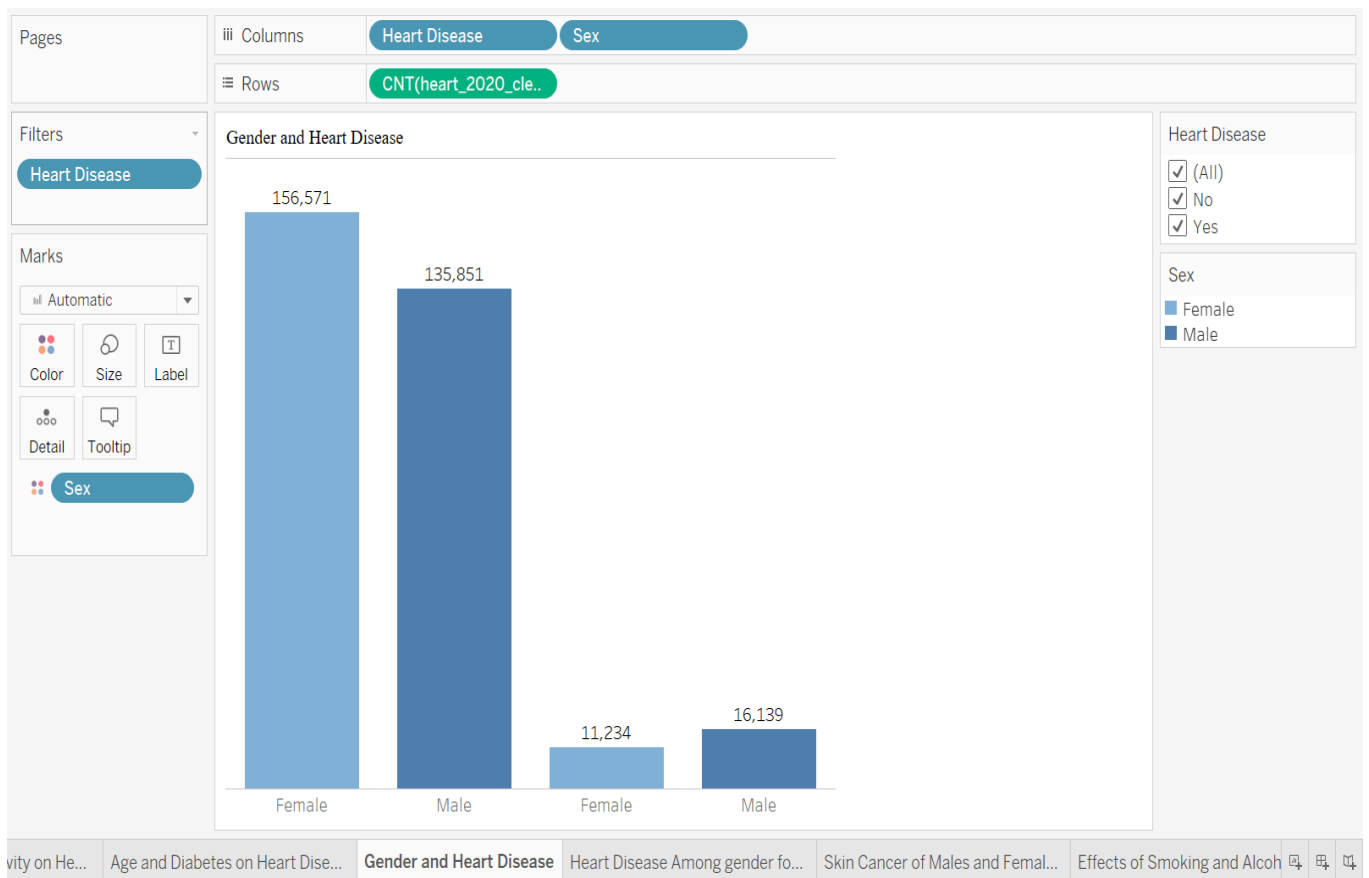 Pages
iii Columns
Heart Disease
Sex
Rows
CNT(heart_2020_cle..
Filters
Heart Disease
Marks
Automatic
Color
Size
T
Label
Detail
Tooltip
Sex
Gender and Heart Disease
156,571
135,851
11,234
16,139
Female
Male
Female
Male
Heart Disease
(All)
No
Yes
Sex
Female
Male
vity on He...
Age and Diabetes on Heart Dise...
Gender and Heart Disease
Heart Disease Among gender fo...
Skin Cancer of Males and Femal...
Effects of Smoking and Alcoh